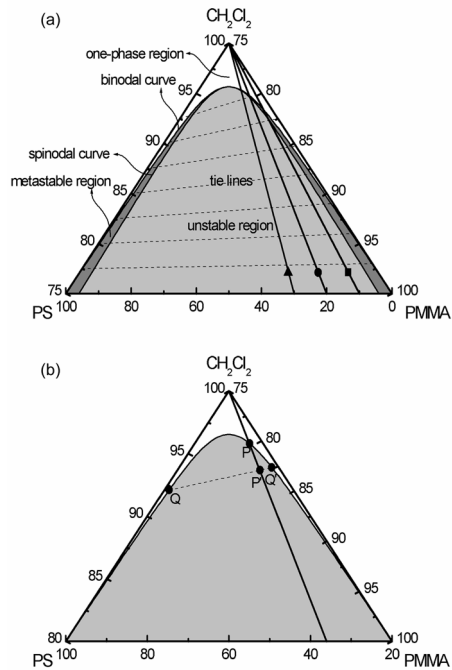 (a)
CH2Cl2
100 75
one-phase region
95 80
binodal curve
90 85
spinodal curve
metastable region
85 tie lines 90
80 unstable region 95
75 100
100 80 60 40 20 0
PS PMMA
(b)
CH2Cl2
100 75
95 P 80
P' Q'
Q 85
90 90
85 95
80 100
100 80 60 40 20
PS PMMA